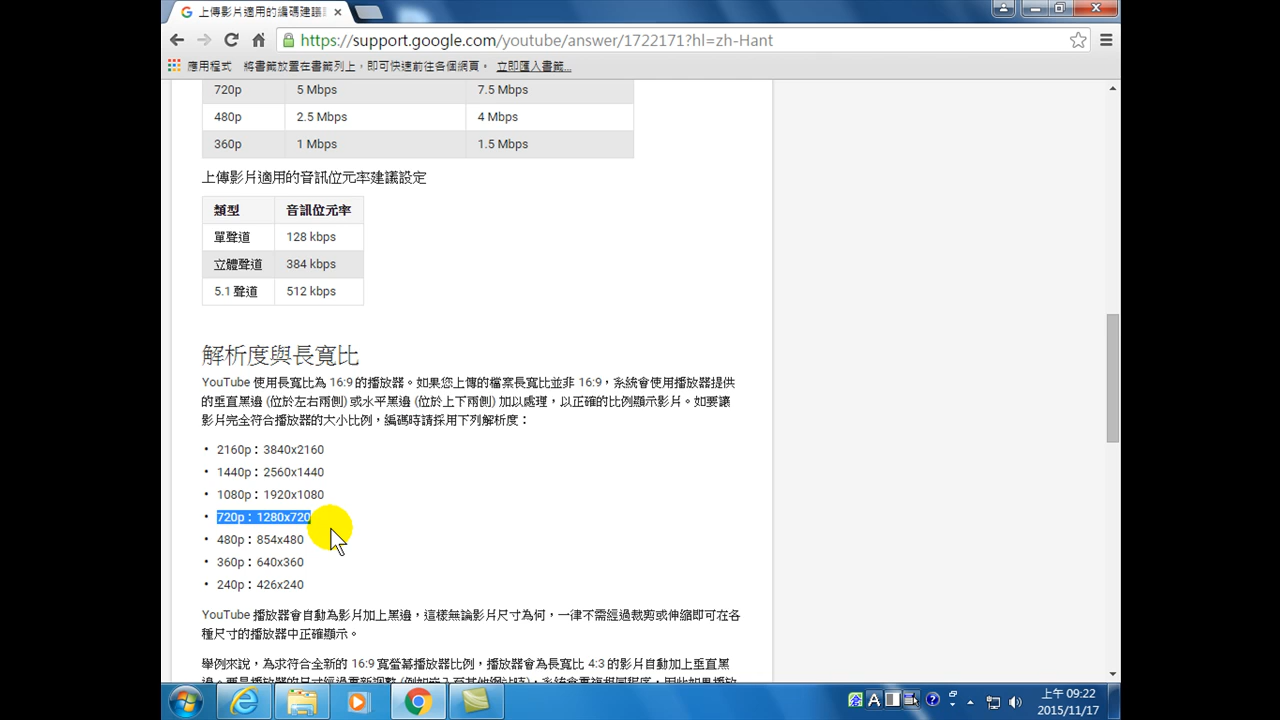 上傳影片適用的編碼建議
https://support.google.com/youtube/answer/1722171?hl=zh-Hant
應用程式 將書籤放置在書籤列上，即可快速前往各個網頁。 立即匯入書籤...
720p 5 Mbps 7.5 Mbps
480p 2.5 Mbps 4 Mbps
360p 1 Mbps 1.5 Mbps
上傳影片適用的音訊位元率建議設定
類型 音訊位元率
單聲道 128 kbps
立體聲道 384 kbps
5.1 聲道 512 kbps
解析度與長寬比
YouTube 使用長寬比為 16:9 的播放器。如果您上傳的檔案長寬比並非 16:9，系統會使用播放器提供
的垂直黑邊 (位於左右兩側) 或水平黑邊 (位於上下兩側) 加以處理，以正確的比例顯示影片。如要讓
影片完全符合播放器的大小比例，編碼時請採用下列解析度：
• 2160p：3840x2160
• 1440p：2560x1440
• 1080p：1920x1080
• 720p：1280x720
• 480p：854x480
• 360p：640x360
• 240p：426x240
YouTube 播放器會自動為影片加上黑邊，這樣無論影片尺寸為何，一律不需經過裁剪或伸縮即可在各
種尺寸的播放器中正確顯示。
舉例來說，為求符合全新的 16:9 寬螢幕播放器比例，播放器會為長寬比 4:3 的影片自動加上垂直黑
A
上午 09:22
2015/11/17